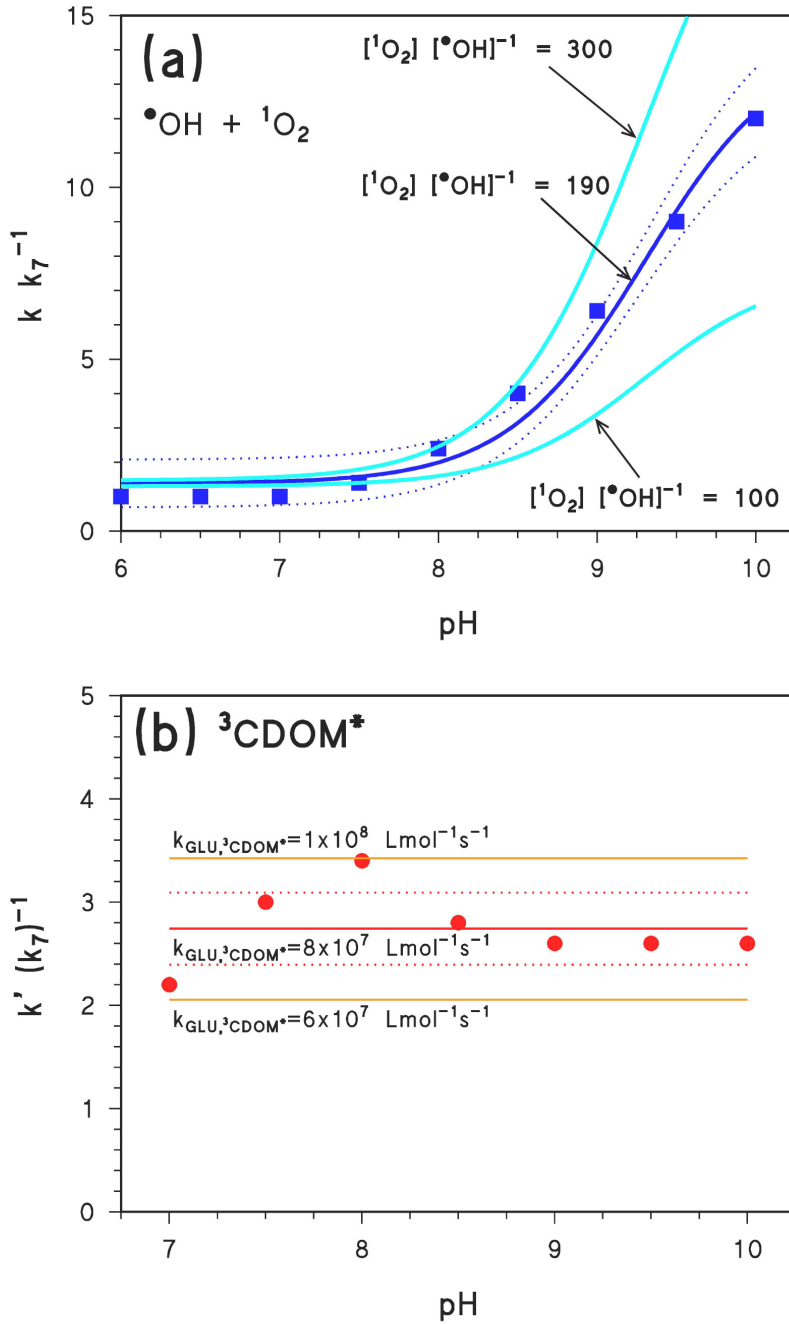 15
(a)
[¹O₂] [•OH]⁻¹ = 300
•OH + ¹O₂
10
[¹O₂] [•OH]⁻¹ = 190
k k₇⁻¹
5
[¹O₂] [•OH]⁻¹ = 100
0
6 7 8 9 10
pH
5
(b) ³CDOM*
4
k_GLU,³CDOM*=1x10⁸ Lmol⁻¹s⁻¹
3
k' (k₇)⁻¹
k_GLU,³CDOM*=8x10⁷ Lmol⁻¹s⁻¹
2
k_GLU,³CDOM*=6x10⁷ Lmol⁻¹s⁻¹
1
0
7 8 9 10
pH